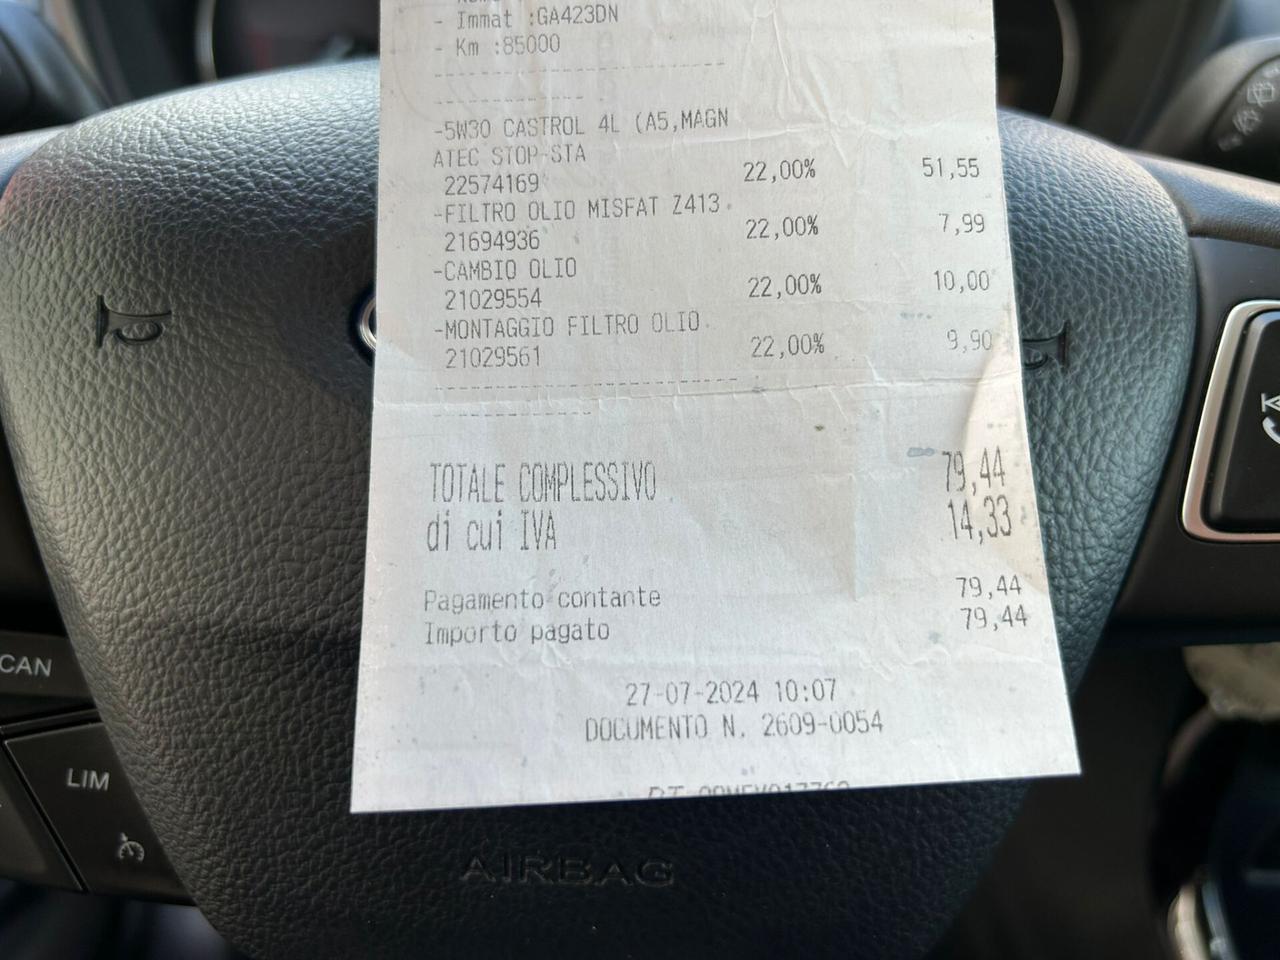 - Immat :GA423DN
- Km :85000
-5W30 CASTROL 4L (A5,MAGN
ATEC STOP-STA
22574169 22,00% 51,55
-FILTRO OLIO MISFAT Z413.
21694936 22,00% 7,99
-CAMBIO OLIO
21029554 22,00% 10,00
-MONTAGGIO FILTRO OLIO.
21029561 22,00% 9,90
TOTALE COMPLESSIVO 79,44
di cui IVA 14,33
Pagamento contante 79,44
Importo pagato 79,44
27-07-2024 10:07
DOCUMENTO N. 2609-0054
CAN
LIM
AIRBAG